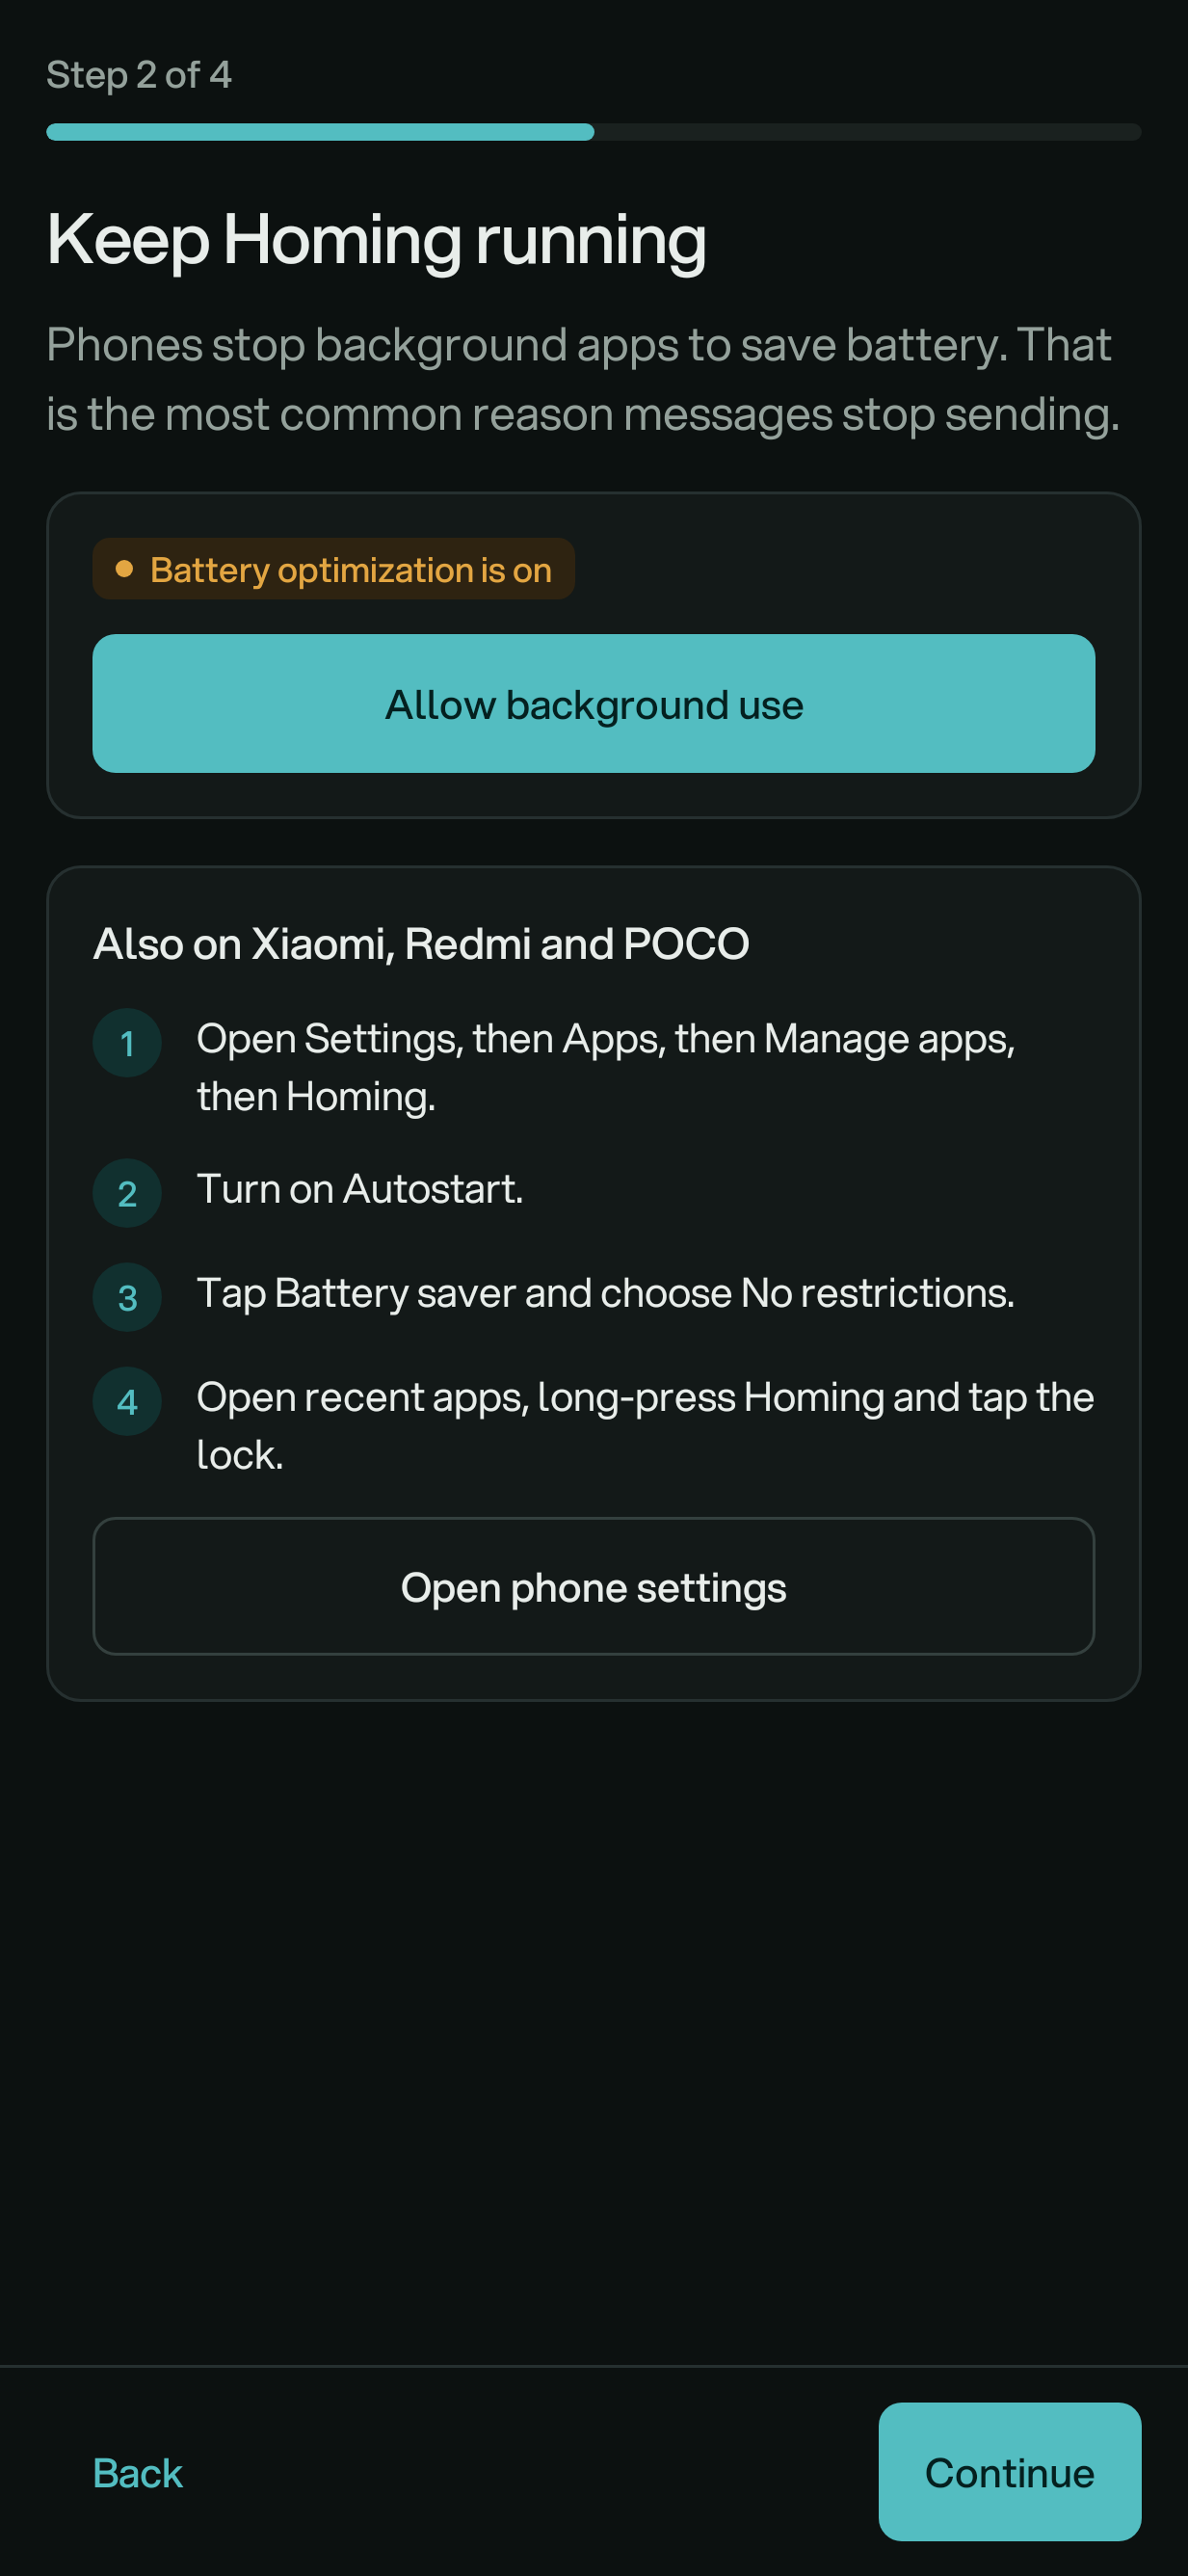 Step 2 of 4
Keep Homing running
Phones stop background apps to save battery. That
is the most common reason messages stop sending.
Battery optimization is on
Allow background use
Also on Xiaomi, Redmi and POCO
1 Open Settings, then Apps, then Manage apps,
then Homing.
2 Turn on Autostart.
3 Tap Battery saver and choose No restrictions.
4 Open recent apps, long-press Homing and tap the
lock.
Open phone settings
Back
Continue